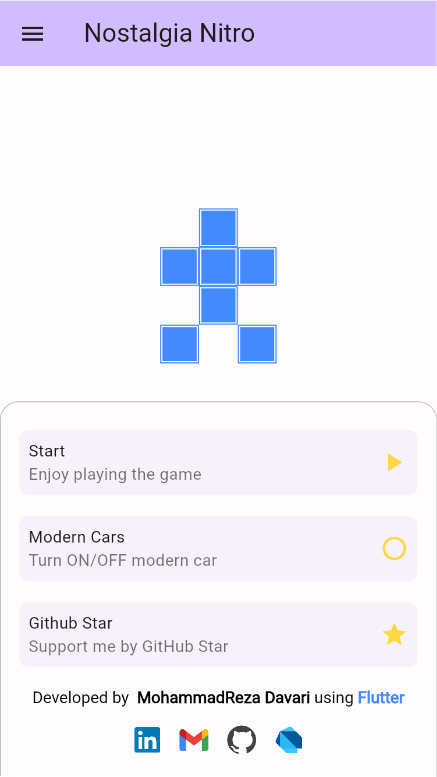 Nostalgia Nitro
Start
Enjoy playing the game
Modern Cars
Turn ON/OFF modern car
Github Star
Support me by GitHub Star
Developed by MohammadReza Davari using Flutter
in